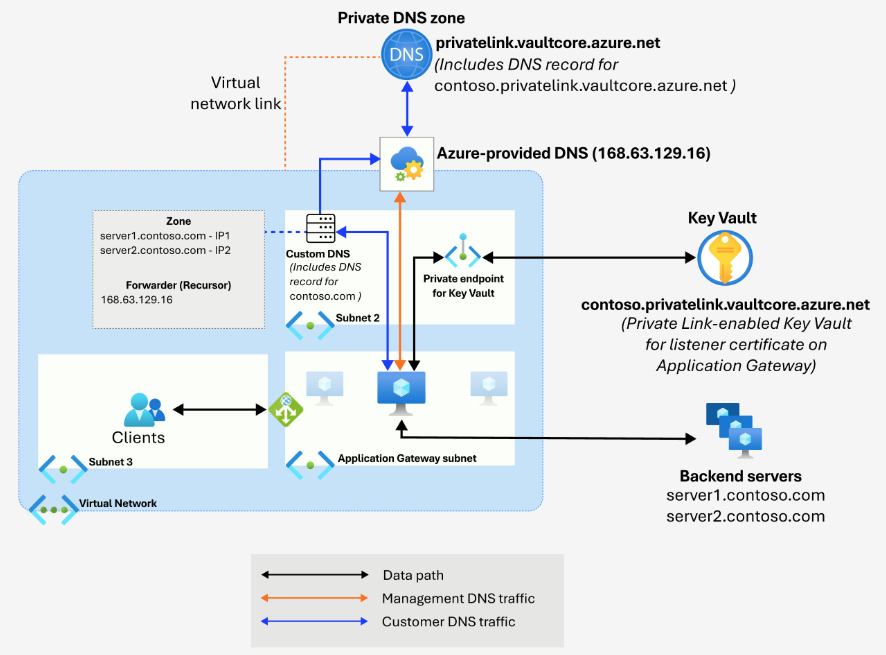 Private DNS zone
DNS
privatelink.vaultcore.azure.net
(Includes DNS record for
contoso.privatelink.vaultcore.azure.net )
Virtual
network link
Azure-provided DNS (168.63.129.16)
Zone
server1.contoso.com - IP1
server2.contoso.com - IP2
Forwarder (Recursor)
168.63.129.16
Custom DNS
(Includes DNS
record for
contoso.com )
Subnet 2
Private endpoint
for Key Vault
Key Vault
contoso.privatelink.vaultcore.azure.net
(Private Link-enabled Key Vault
for listener certificate on
Application Gateway)
Clients
Subnet 3
Application Gateway subnet
Virtual Network
Backend servers
server1.contoso.com
server2.contoso.com
Data path
Management DNS traffic
Customer DNS traffic